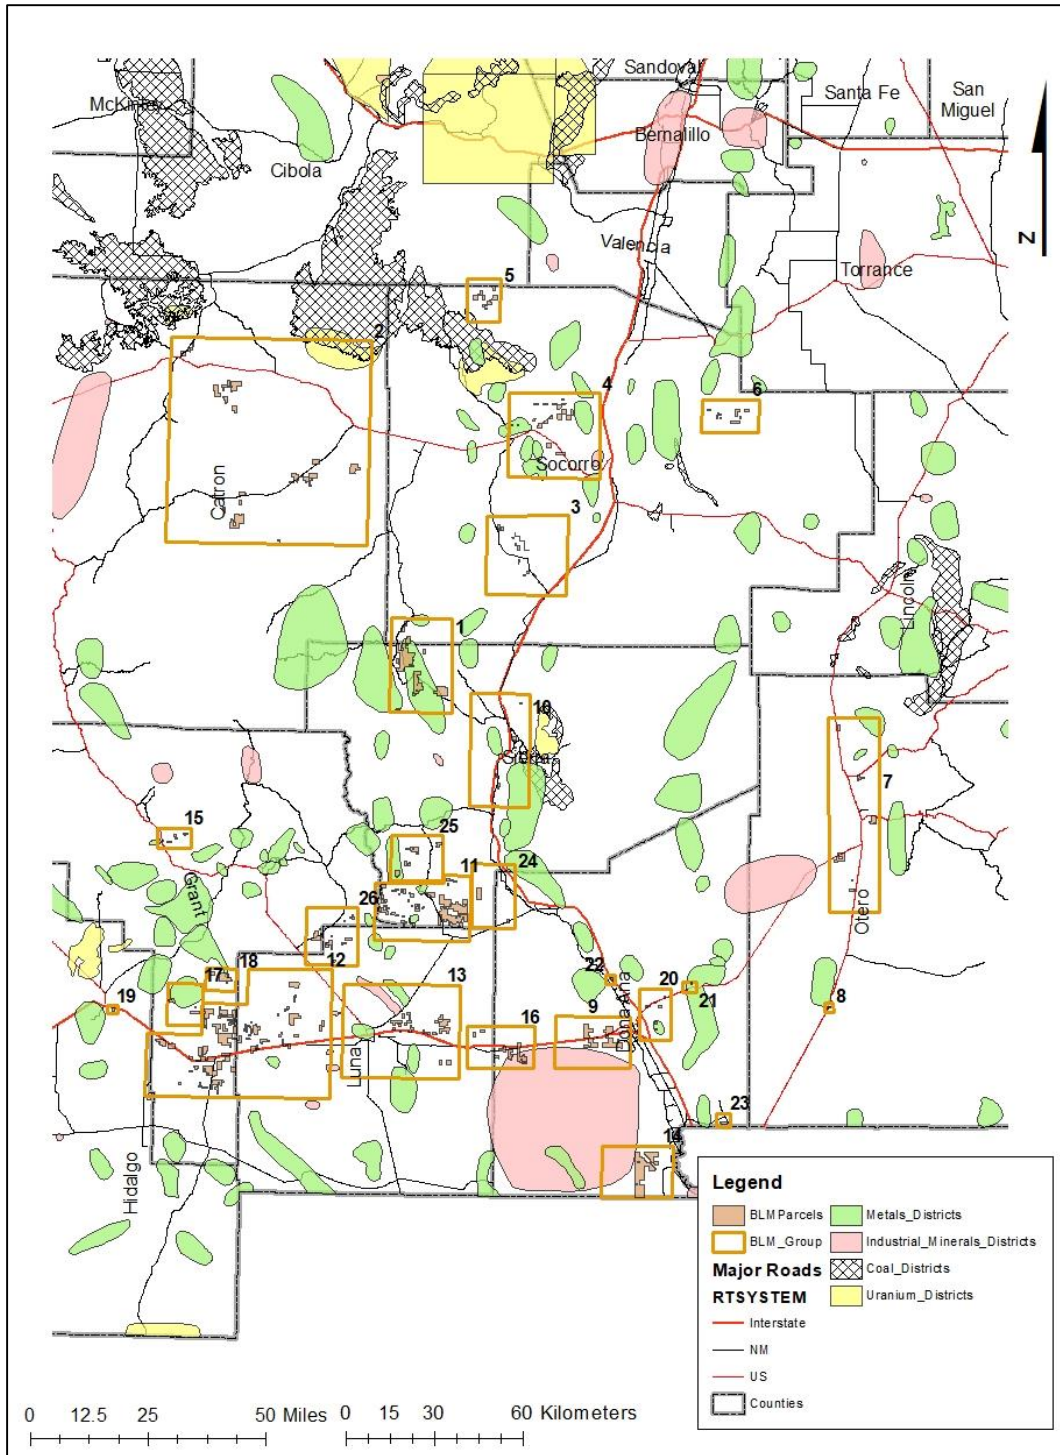 Sandoval
McKinley
Santa Fe
San
Miguel
Bernalillo
Cibola
Valencia
Torrance
N
5
2
4
6
Socorro
Catron
3
Lincoln
1
10
Sierra
7
15
25
11
24
Grant
26
Otero
17
18
12
13
22
19
20
21
8
9
16
Dona Ana
Luna
23
14
Hidalgo
Legend
BLMParcels
Metals_Districts
BLM_Group
Industrial_Minerals_Districts
Major Roads
Coal_Districts
RTSYSTEM
Uranium_Districts
Interstate
NM
US
Counties
0 12.5 25 50 Miles
0 15 30 60 Kilometers